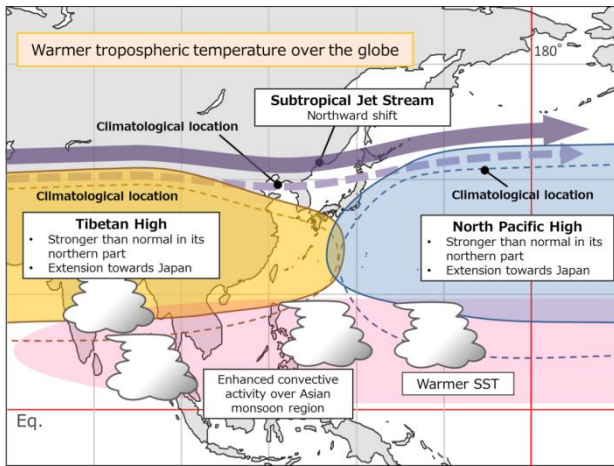 Warmer tropospheric temperature over the globe
180°
Subtropical Jet Stream
Northward shift
Climatological location
Climatological location
Climatological location
Tibetan High
• Stronger than normal in its
northern part
• Extension towards Japan
North Pacific High
• Stronger than normal in its
northern part
• Extension towards Japan
Enhanced convective
activity over Asian
monsoon region
Warmer SST
Eq.